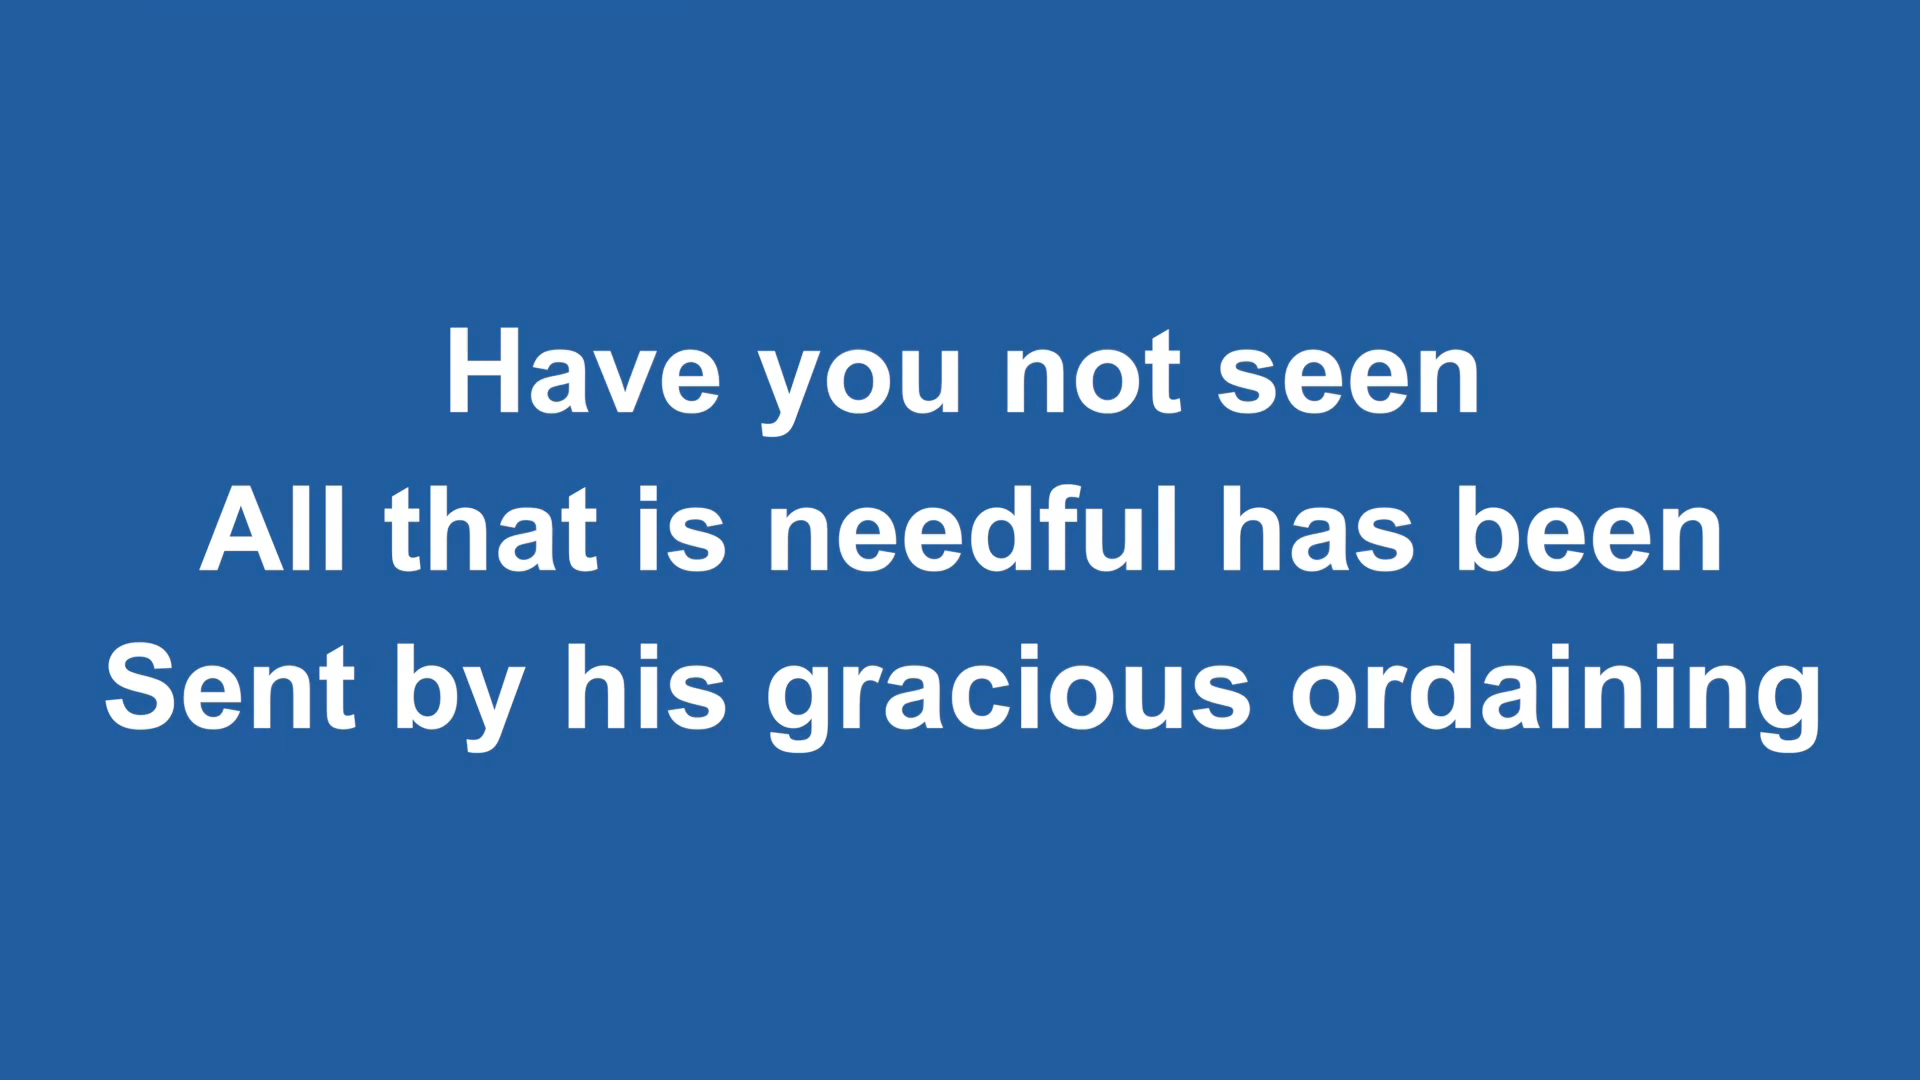 Have you not seen
All that is needful has been
Sent by his gracious ordaining